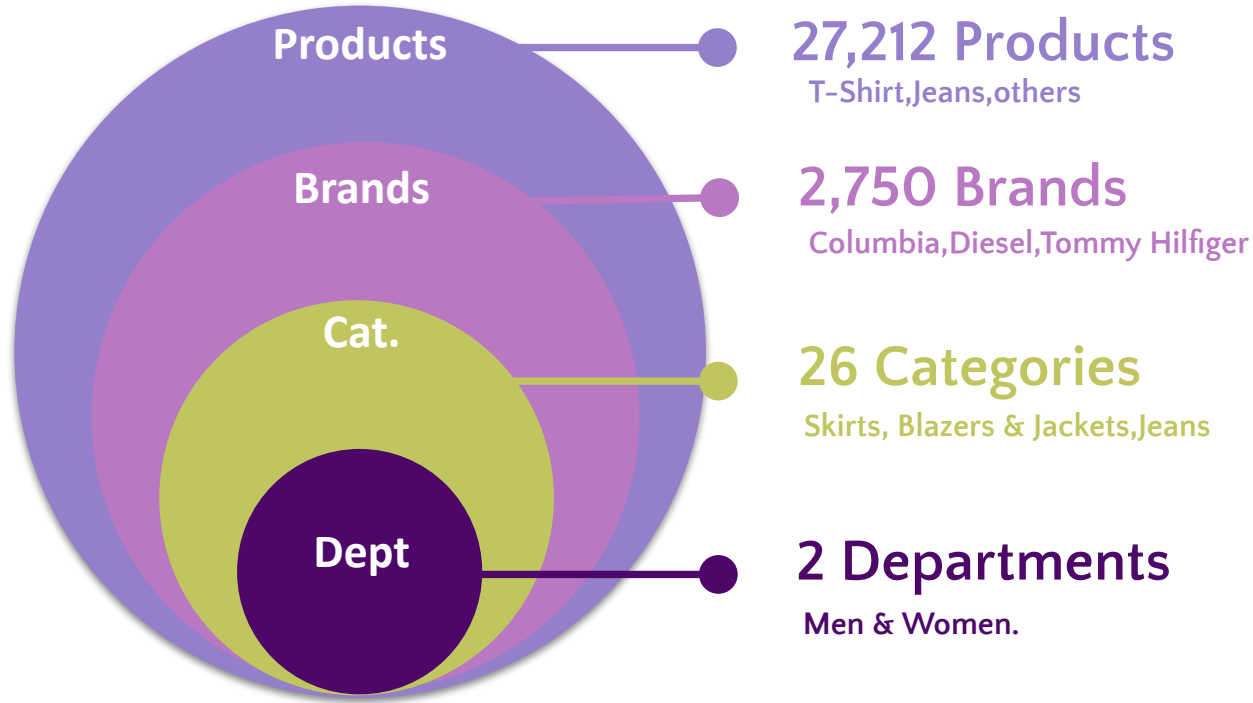 Products
27,212 Products
T-Shirt,Jeans,others
Brands
2,750 Brands
Columbia,Diesel,Tommy Hilfiger
Cat.
26 Categories
Skirts, Blazers & Jackets,Jeans
Dept
2 Departments
Men & Women.